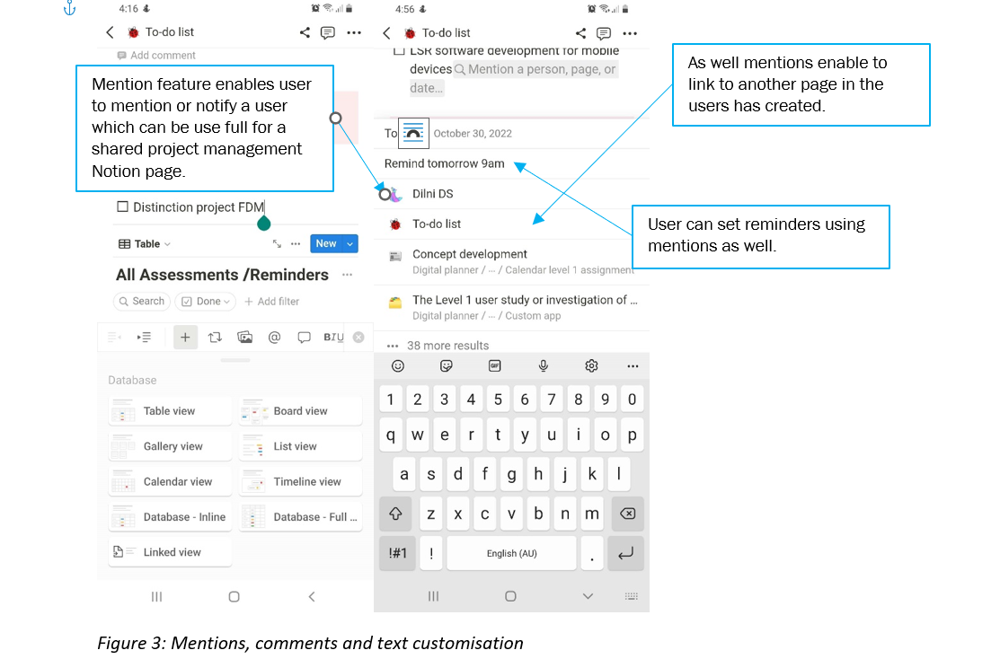 4:16
To-do list
Add comment
Mention feature enables user
to mention or notify a user
which can be use full for a
shared project management
Notion page.
Distinction project FDM
Table
New
All Assessments /Reminders
Search
Done
+ Add filter
BIU
Database
Table view
Board view
Gallery view
List view
Calendar view
Timeline view
Database - Inline
Database - Full ...
Linked view
4:56
To-do list
LSR software development for mobile
devices Mention a person, page, or
date...
To
October 30, 2022
Remind tomorrow 9am
Dilni DS
To-do list
Concept development
Digital planner / ··· / Calendar level 1 assignment
The Level 1 user study or investigation of ...
Digital planner / ··· / Custom app
38 more results
GIF
1 2 3 4 5 6 7 8 9 0
q w e r t y u i o p
a s d f g h j k l
z x c v b n m
!#1 ! English (AU) .
As well mentions enable to
link to another page in the
users has created.
User can set reminders using
mentions as well.
Figure 3: Mentions, comments and text customisation